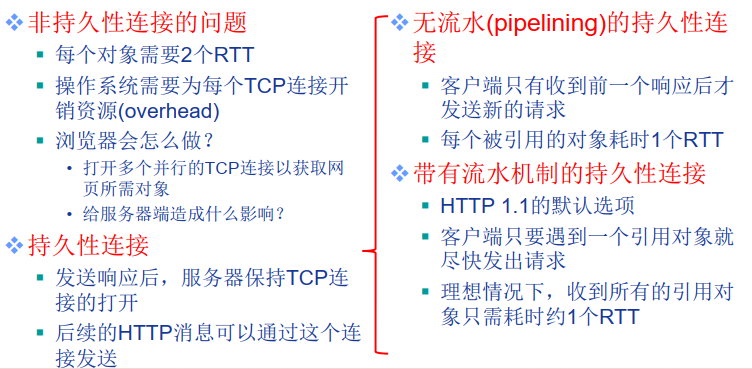 非持久性连接的问题
每个对象需要2个RTT
操作系统需要为每个TCP连接开
销资源(overhead)
浏览器会怎么做？
打开多个并行的TCP连接以获取网
页所需对象
给服务器端造成什么影响？
持久性连接
发送响应后，服务器保持TCP连
接的打开
后续的HTTP消息可以通过这个连
接发送
无流水(pipelining)的持久性连
接
客户端只有收到前一个响应后才
发送新的请求
每个被引用的对象耗时1个RTT
带有流水机制的持久性连接
HTTP 1.1的默认选项
客户端只要遇到一个引用对象就
尽快发出请求
理想情况下，收到所有的引用对
象只需耗时约1个RTT